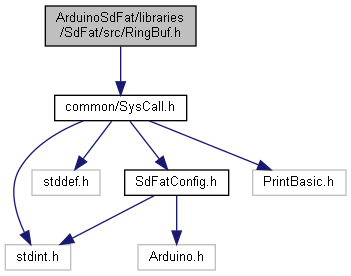 ArduinoSdFat/libraries
/SdFat/src/RingBuf.h
common/SysCall.h
stddef.h
SdFatConfig.h
PrintBasic.h
stdint.h
Arduino.h